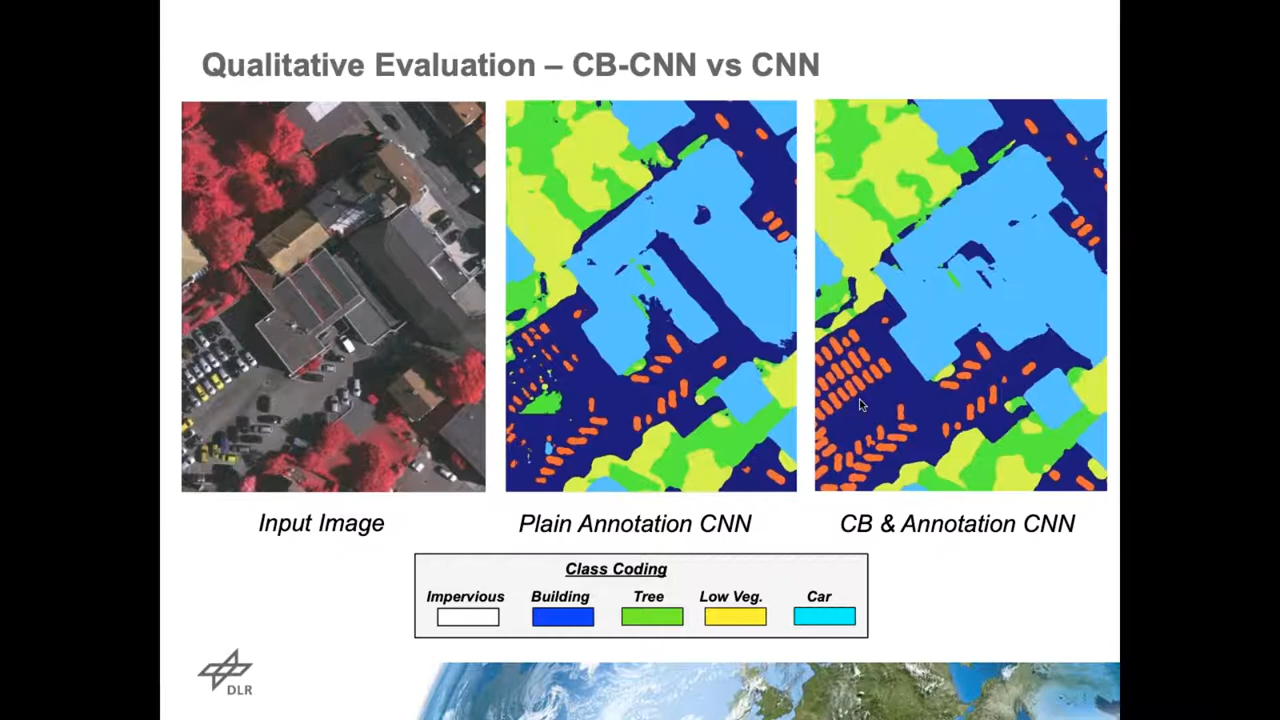 Qualitative Evaluation – CB-CNN vs CNN
Input Image
Plain Annotation CNN
CB & Annotation CNN
Class Coding
Impervious Building Tree Low Veg. Car
DLR